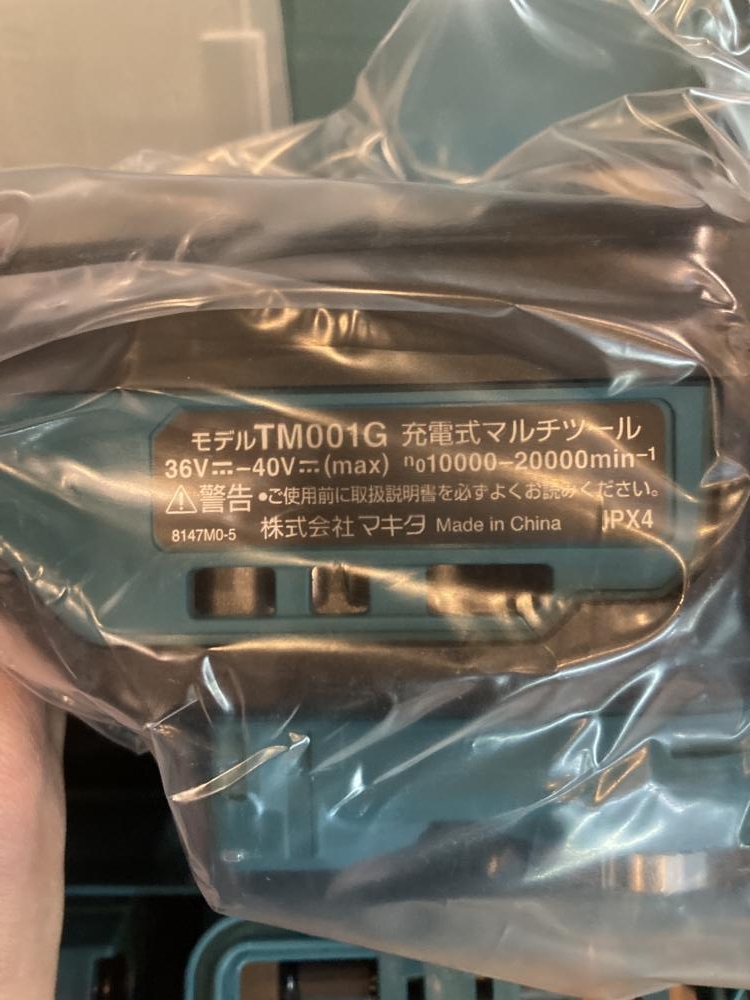 モデルTM001G 充電式マルチツール
36V⎓-40V⎓(max) n₀10000-20000min⁻¹
⚠警告 •ご使用前に取扱説明書を必ずよくお読みください。
8147M0-5 株式会社マキタ Made in China IPX4